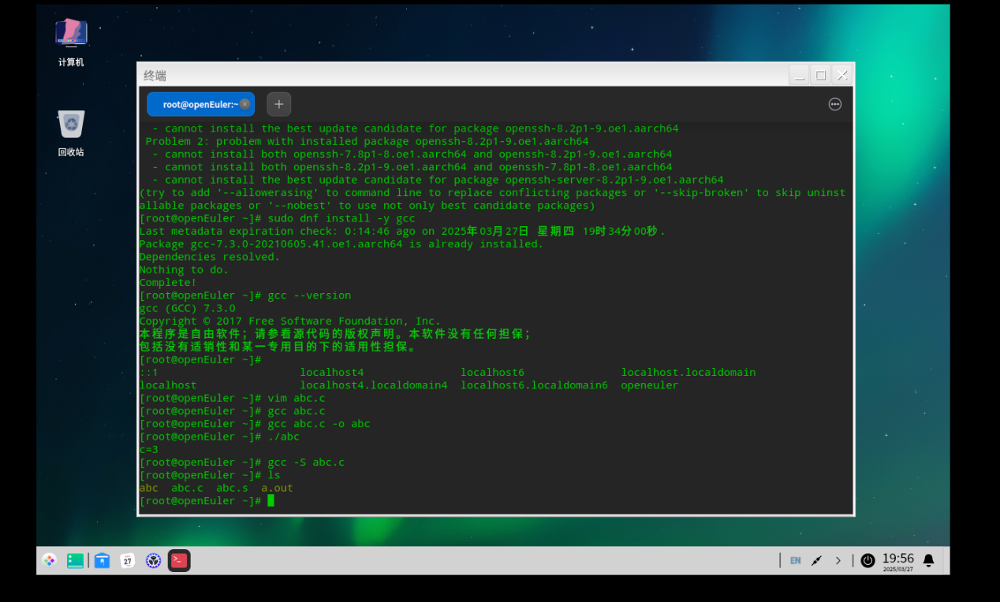 计算机
回收站
终端
root@openEuler:~
- cannot install the best update candidate for package openssh-8.2p1-9.oe1.aarch64
Problem 2: problem with installed package openssh-8.2p1-9.oe1.aarch64
- cannot install both openssh-7.8p1-8.oe1.aarch64 and openssh-8.2p1-9.oe1.aarch64
- cannot install both openssh-8.2p1-9.oe1.aarch64 and openssh-7.8p1-8.oe1.aarch64
- cannot install the best update candidate for package openssh-server-8.2p1-9.oe1.aarch64
(try to add '--allowerasing' to command line to replace conflicting packages or '--skip-broken' to skip uninst
allable packages or '--nobest' to use not only best candidate packages)
[root@openEuler ~]# sudo dnf install -y gcc
Last metadata expiration check: 0:14:46 ago on 2025年03月27日 星期四 19时34分00秒.
Package gcc-7.3.0-20210605.41.oe1.aarch64 is already installed.
Dependencies resolved.
Nothing to do.
Complete!
[root@openEuler ~]# gcc --version
gcc (GCC) 7.3.0
Copyright © 2017 Free Software Foundation, Inc.
本程序是自由软件；请参看源代码的版权声明。本软件没有任何担保；
包括没有适销性和某一专用目的下的适用性担保。
[root@openEuler ~]#
::1 localhost4 localhost6 localhost.localdomain
localhost localhost4.localdomain4 localhost6.localdomain6 openeuler
[root@openEuler ~]# vim abc.c
[root@openEuler ~]# gcc abc.c
[root@openEuler ~]# gcc abc.c -o abc
[root@openEuler ~]# ./abc
c=3
[root@openEuler ~]# gcc -S abc.c
[root@openEuler ~]# ls
abc abc.c abc.s a.out
[root@openEuler ~]#
27
EN
19:56
2025/03/27